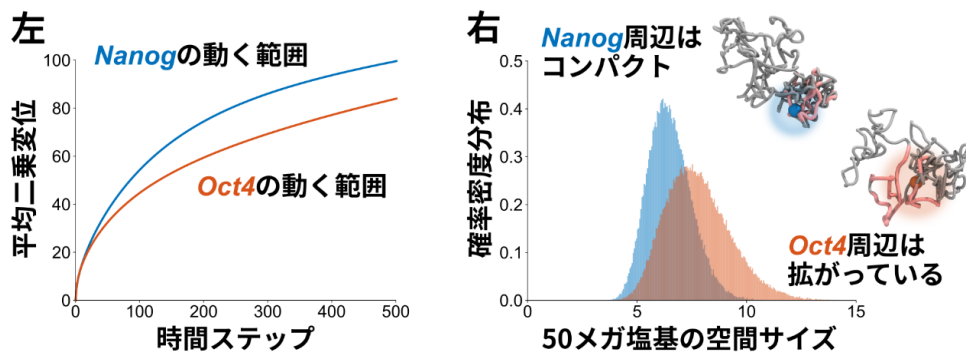 左
Nanogの動く範囲
Oct4の動く範囲
平均二乗変位
100
80
60
40
20
0
0 100 200 300 400 500
時間ステップ
右
Nanog周辺は
コンパクト
Oct4周辺は
拡がっている
確率密度分布
0.5
0.4
0.3
0.2
0.1
0.0
5 10 15
50メガ塩基の空間サイズ